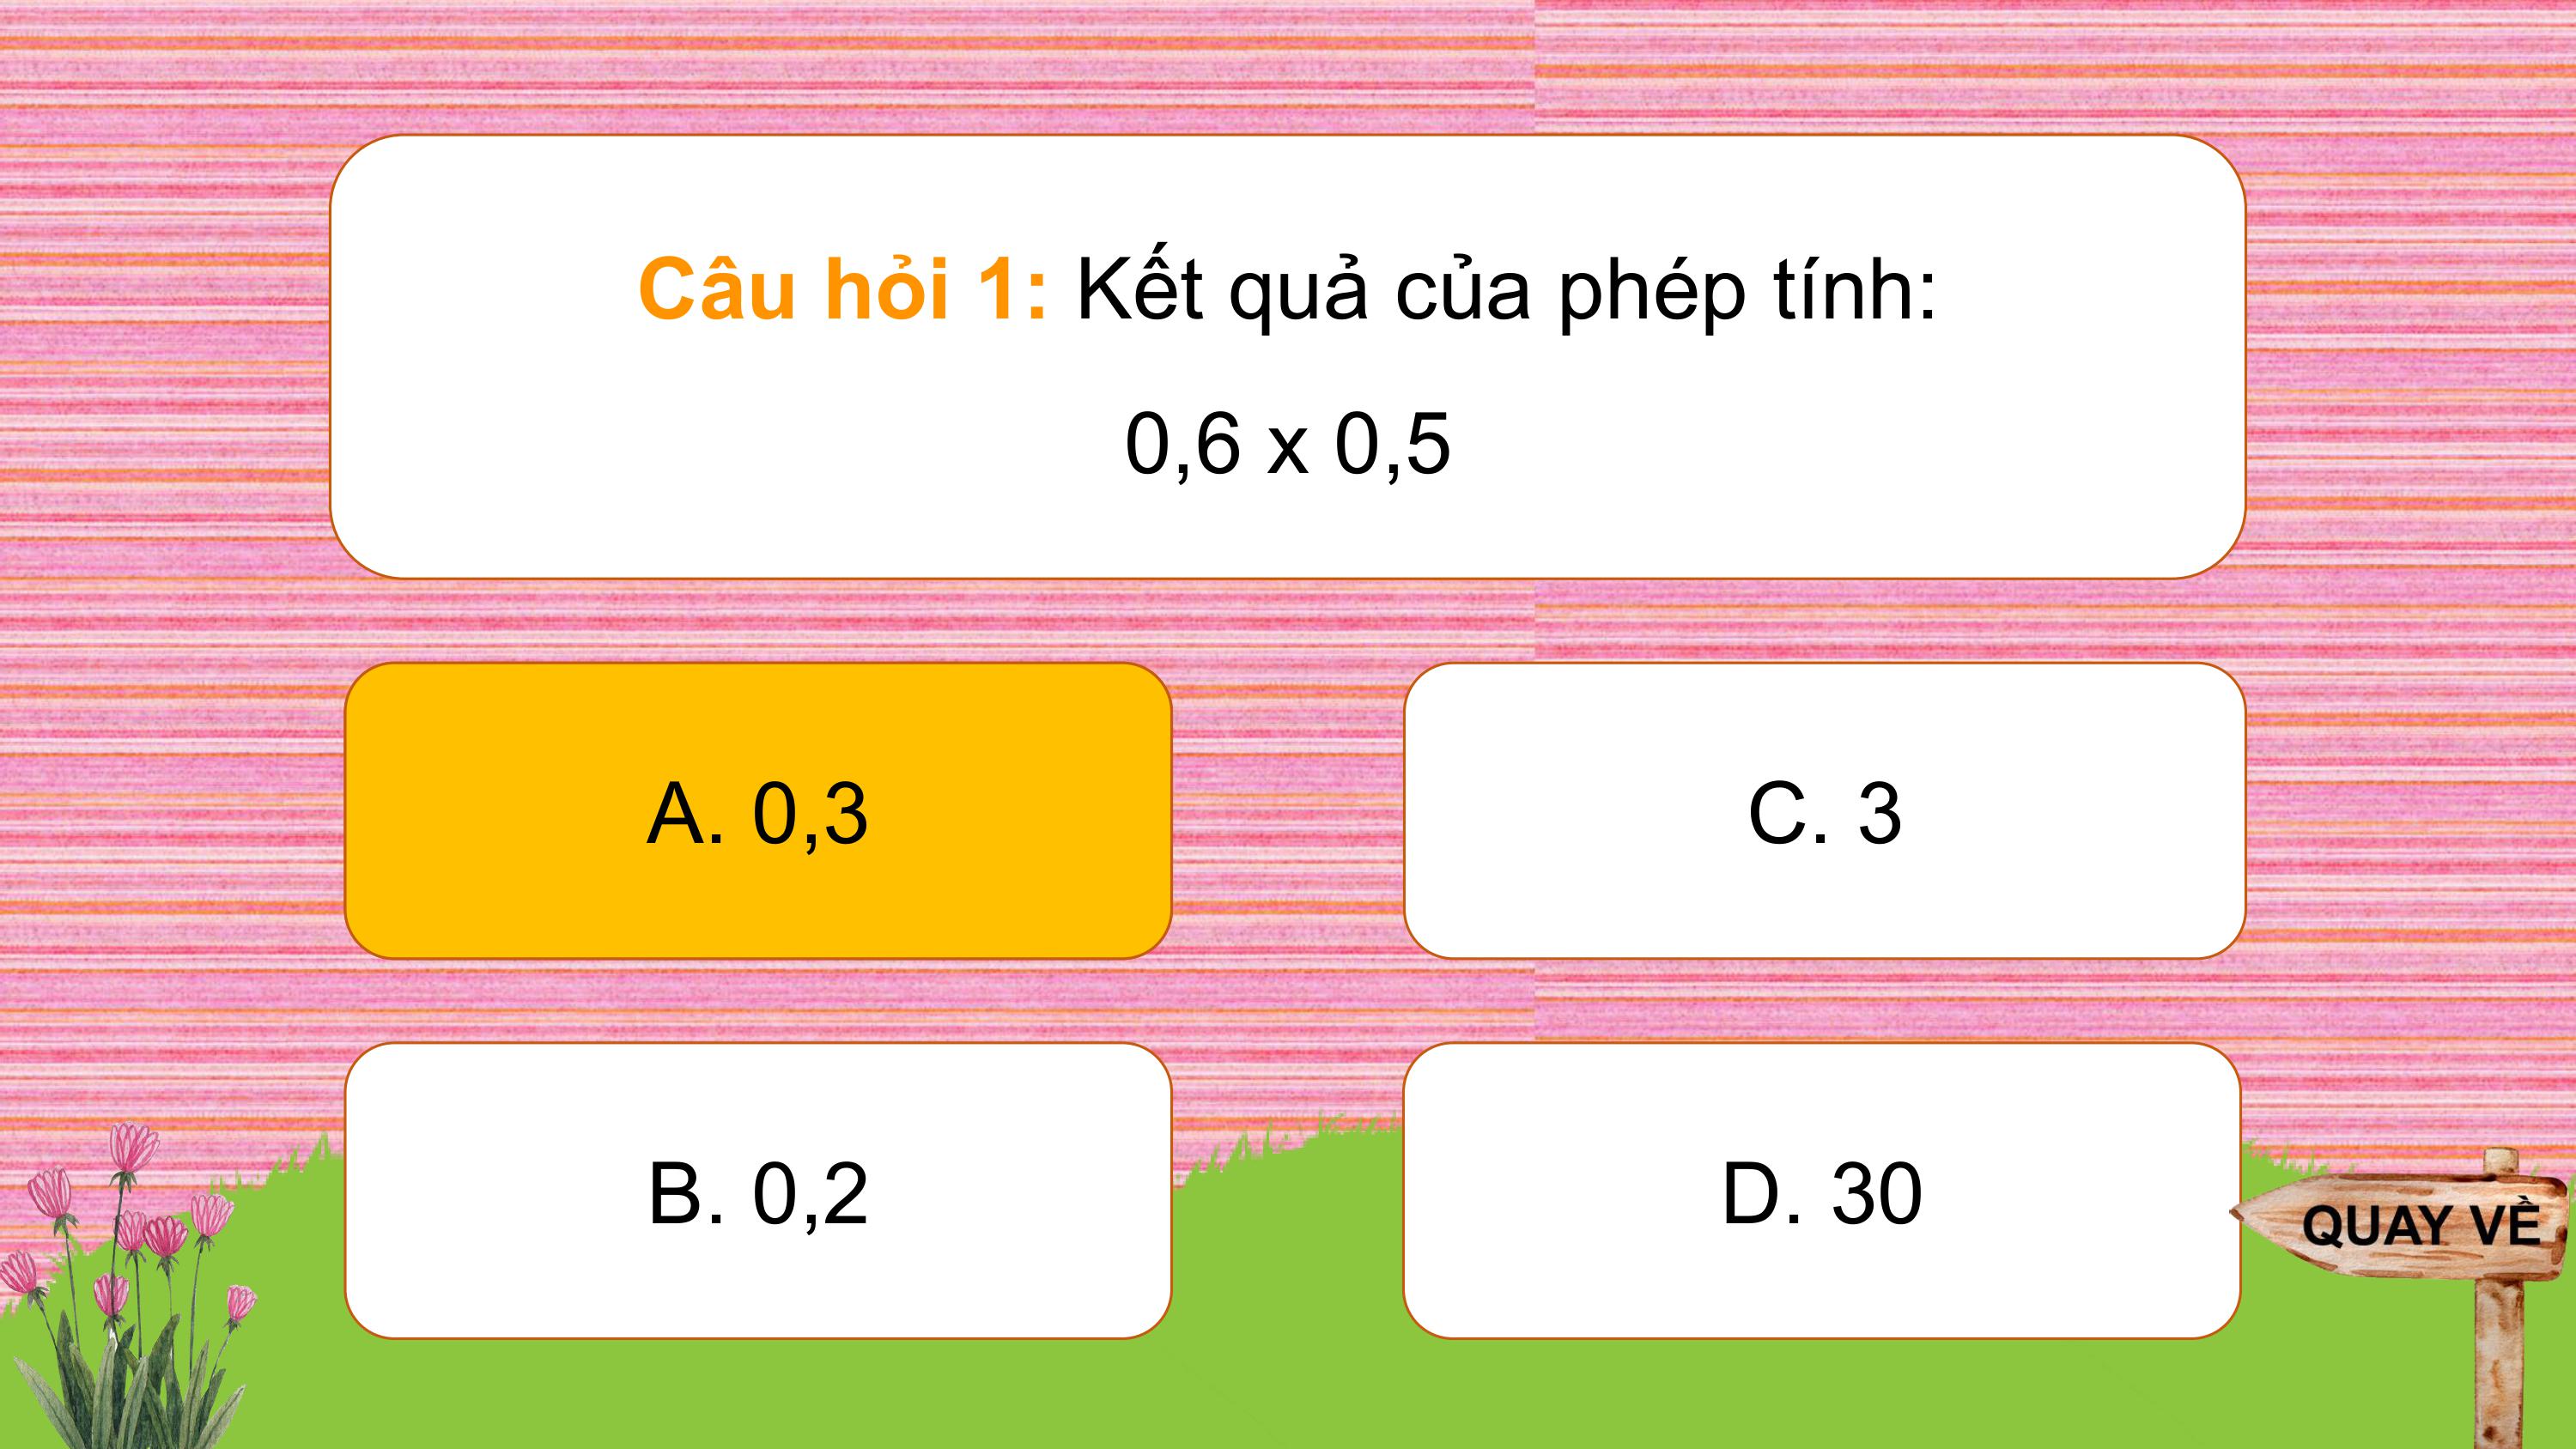 Câu hỏi 1: Kết quả của phép tính:
0,6 x 0,5
A. 0,3
C. 3
B. 0,2
D. 30
QUAY VỀ